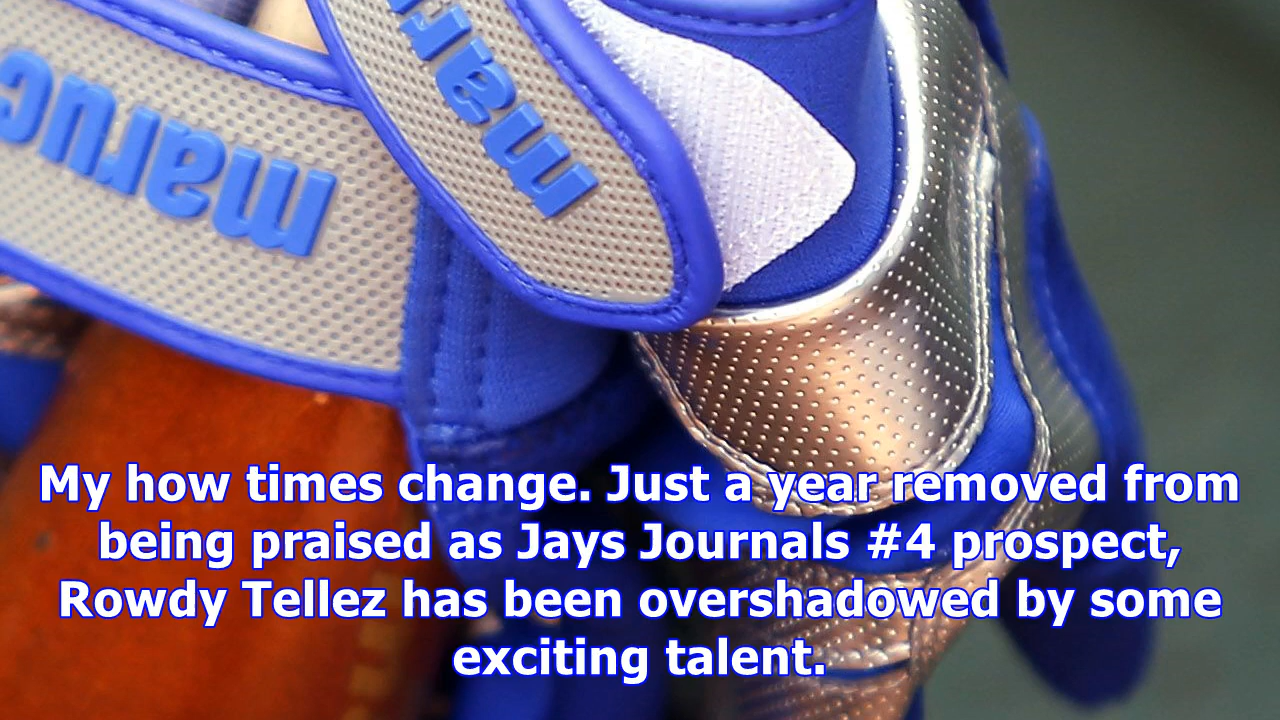 maruc
maru
My how times change. Just a year removed from
being praised as Jays Journals #4 prospect,
Rowdy Tellez has been overshadowed by some
exciting talent.